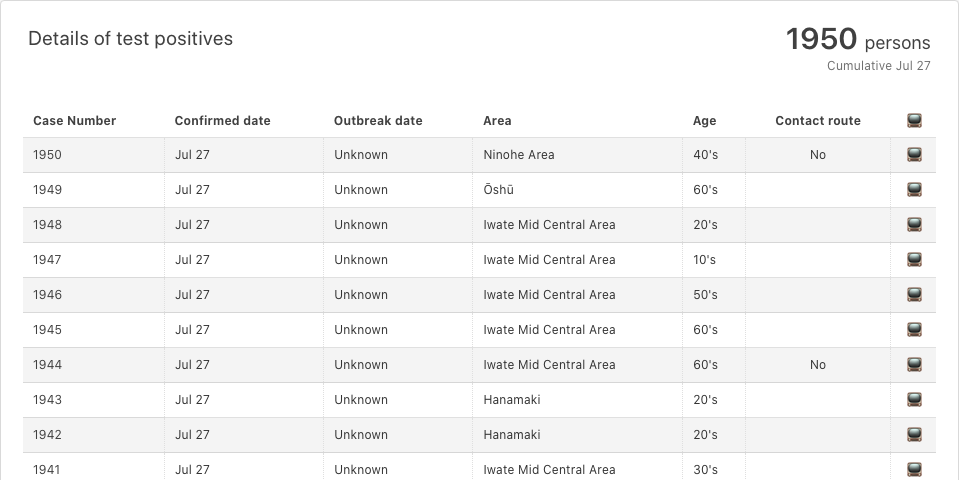 Details of test positives
1950 persons
Cumulative Jul 27
Case Number Confirmed date Outbreak date Area Age Contact route
1950 Jul 27 Unknown Ninohe Area 40's No
1949 Jul 27 Unknown Ōshū 60's
1948 Jul 27 Unknown Iwate Mid Central Area 20's
1947 Jul 27 Unknown Iwate Mid Central Area 10's
1946 Jul 27 Unknown Iwate Mid Central Area 50's
1945 Jul 27 Unknown Iwate Mid Central Area 60's
1944 Jul 27 Unknown Iwate Mid Central Area 60's No
1943 Jul 27 Unknown Hanamaki 20's
1942 Jul 27 Unknown Hanamaki 20's
1941 Jul 27 Unknown Iwate Mid Central Area 30's